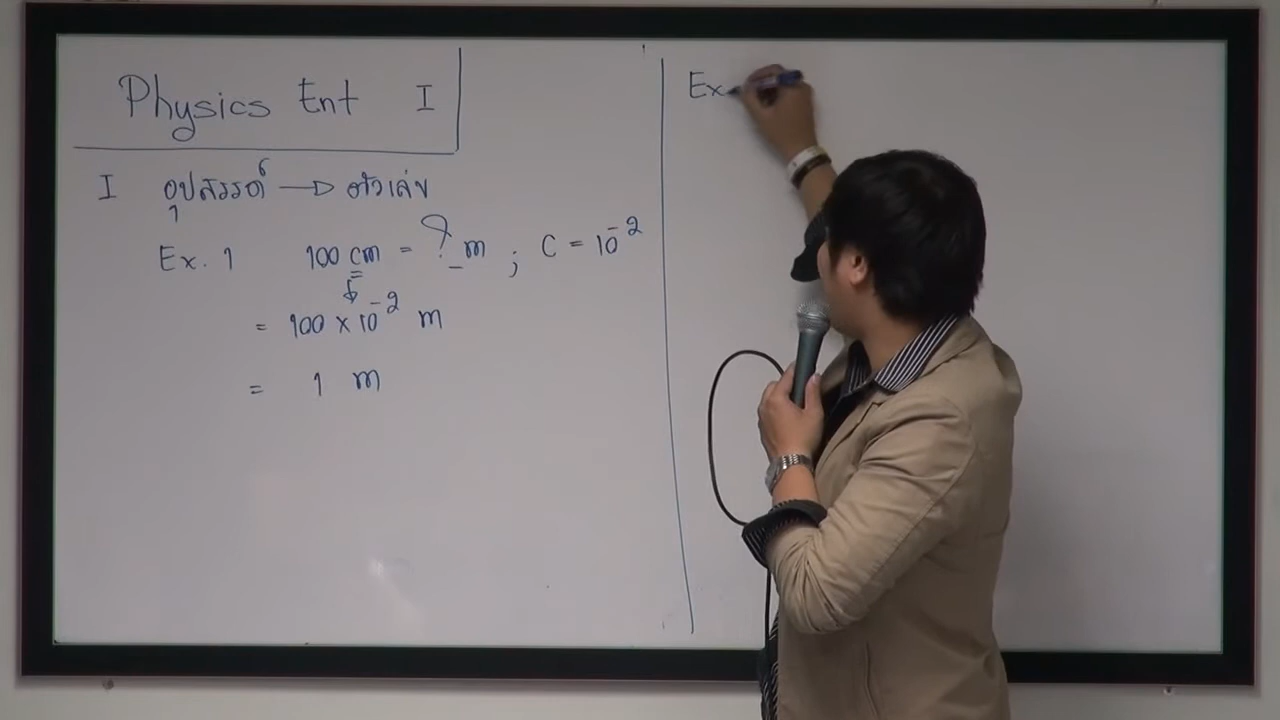 Physics Ent I
I อุปสรรค์ → ตัวเลข
Ex. 1 100 cm = ? m ; c = 10⁻²
= 100 × 10⁻² m
= 1 m
Ex